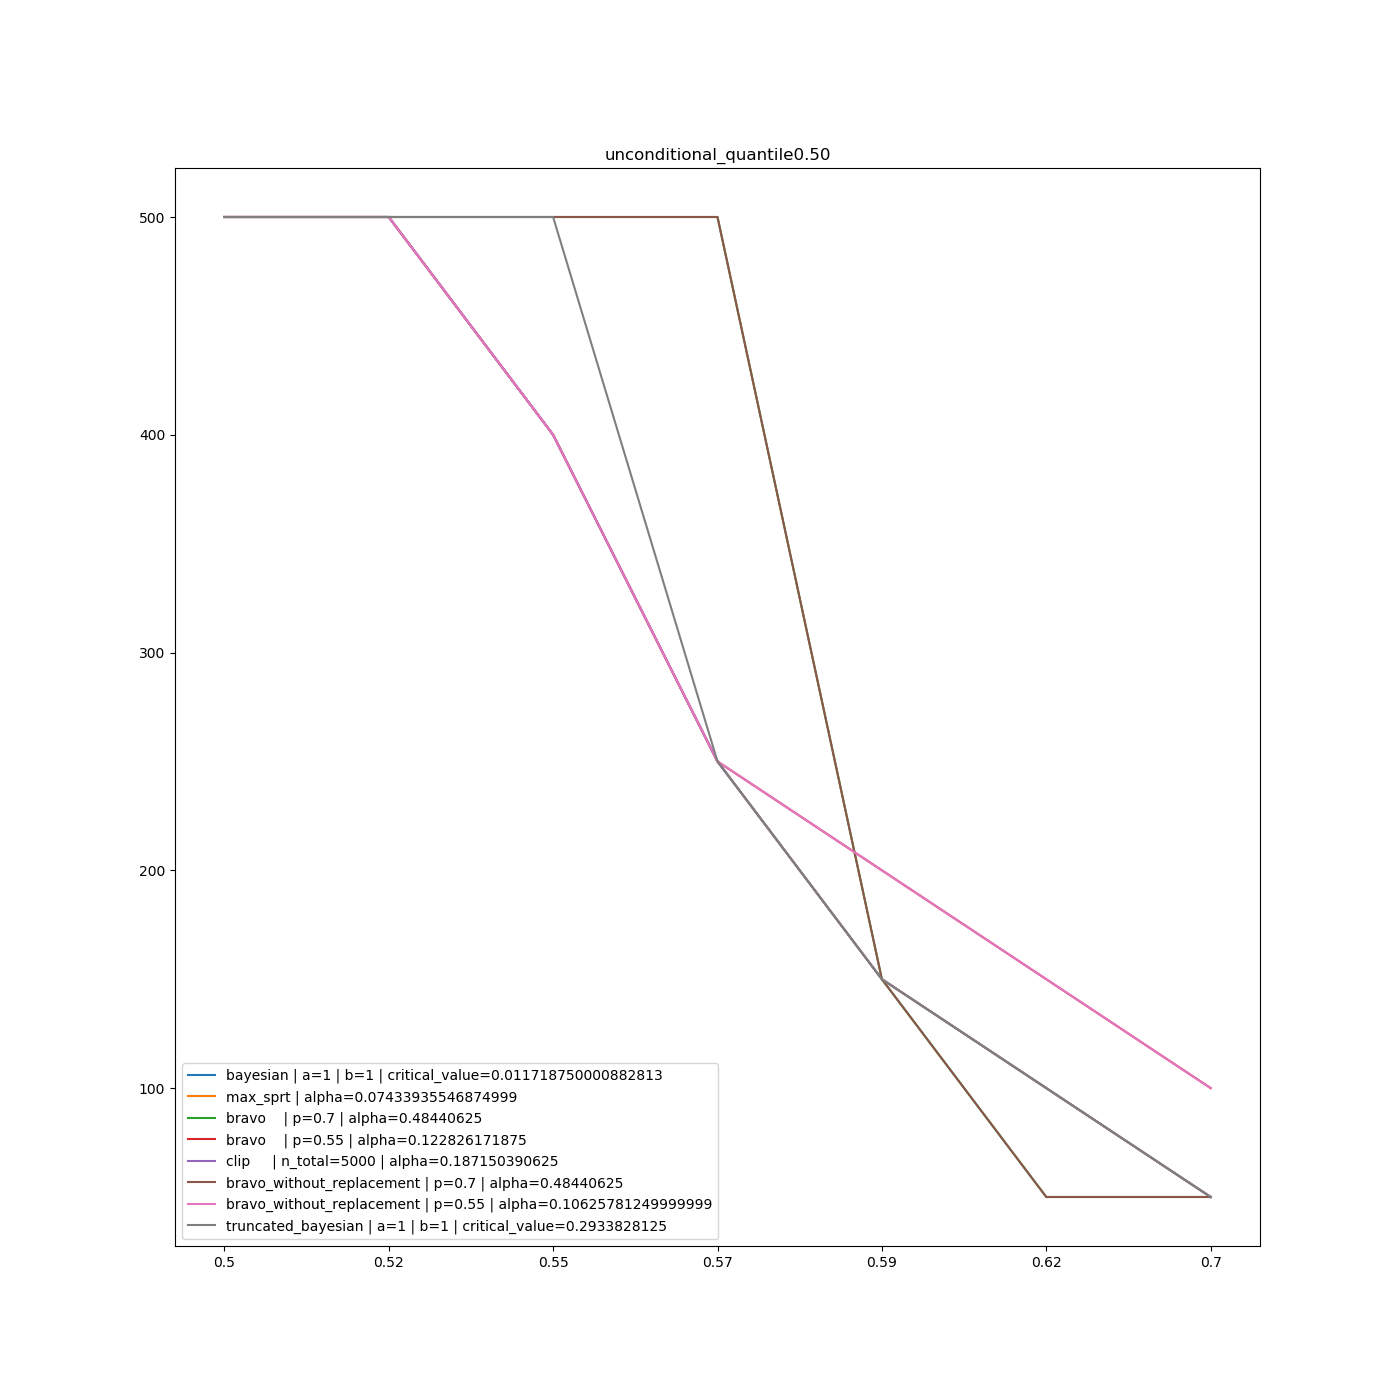 unconditional_quantile0.50
500
400
300
200
100
bayesian | a=1 | b=1 | critical_value=0.011718750000882813
max_sprt | alpha=0.07433935546874999
bravo    | p=0.7 | alpha=0.48440625
bravo    | p=0.55 | alpha=0.122826171875
clip     | n_total=5000 | alpha=0.187150390625
bravo_without_replacement | p=0.7 | alpha=0.48440625
bravo_without_replacement | p=0.55 | alpha=0.10625781249999999
truncated_bayesian | a=1 | b=1 | critical_value=0.2933828125
0.5 0.52 0.55 0.57 0.59 0.62 0.7